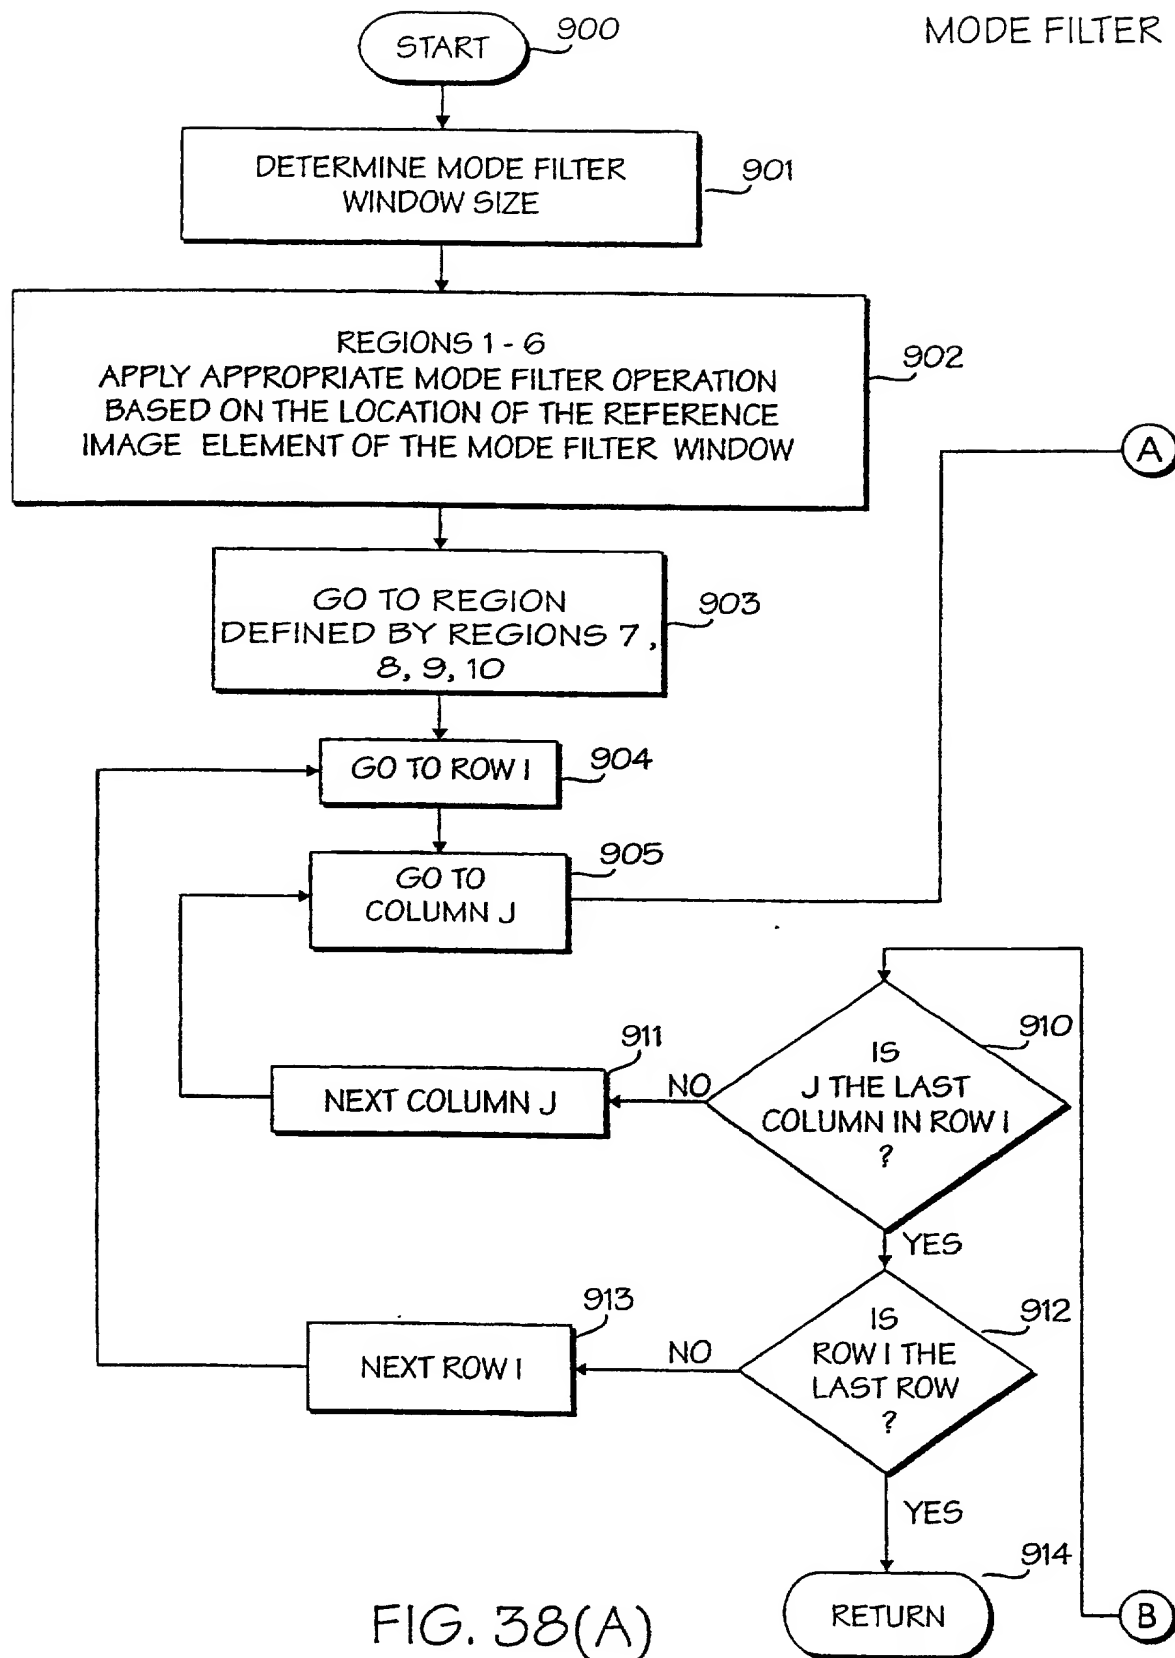 MODE FILTER
START
900
DETERMINE MODE FILTER
WINDOW SIZE
901
REGIONS 1 - 6
APPLY APPROPRIATE MODE FILTER OPERATION
BASED ON THE LOCATION OF THE REFERENCE
IMAGE ELEMENT OF THE MODE FILTER WINDOW
902
A
GO TO REGION
DEFINED BY REGIONS 7 ,
8, 9, 10
903
GO TO ROW I
904
GO TO
COLUMN J
905
IS
J THE LAST
COLUMN IN ROW I
?
910
NO
NEXT COLUMN J
911
YES
IS
ROW I THE
LAST ROW
?
912
NO
NEXT ROW I
913
YES
RETURN
914
B
FIG. 38(A)